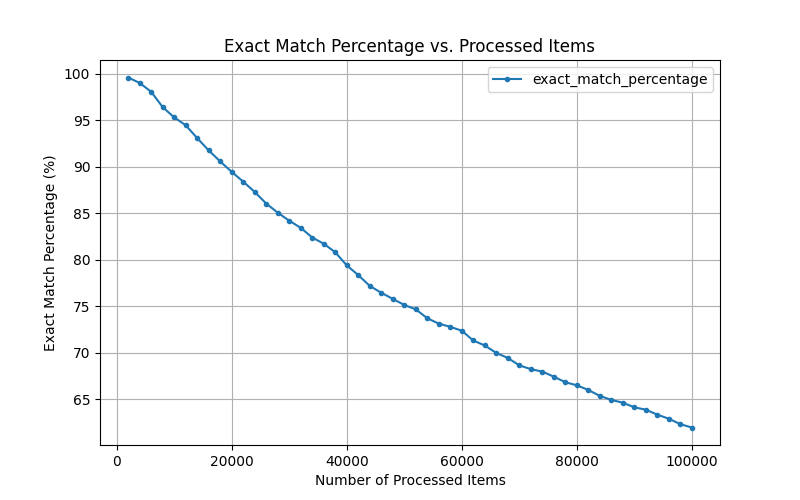 Exact Match Percentage vs. Processed Items
exact_match_percentage
Exact Match Percentage (%)
100
95
90
85
80
75
70
65
0 20000 40000 60000 80000 100000
Number of Processed Items